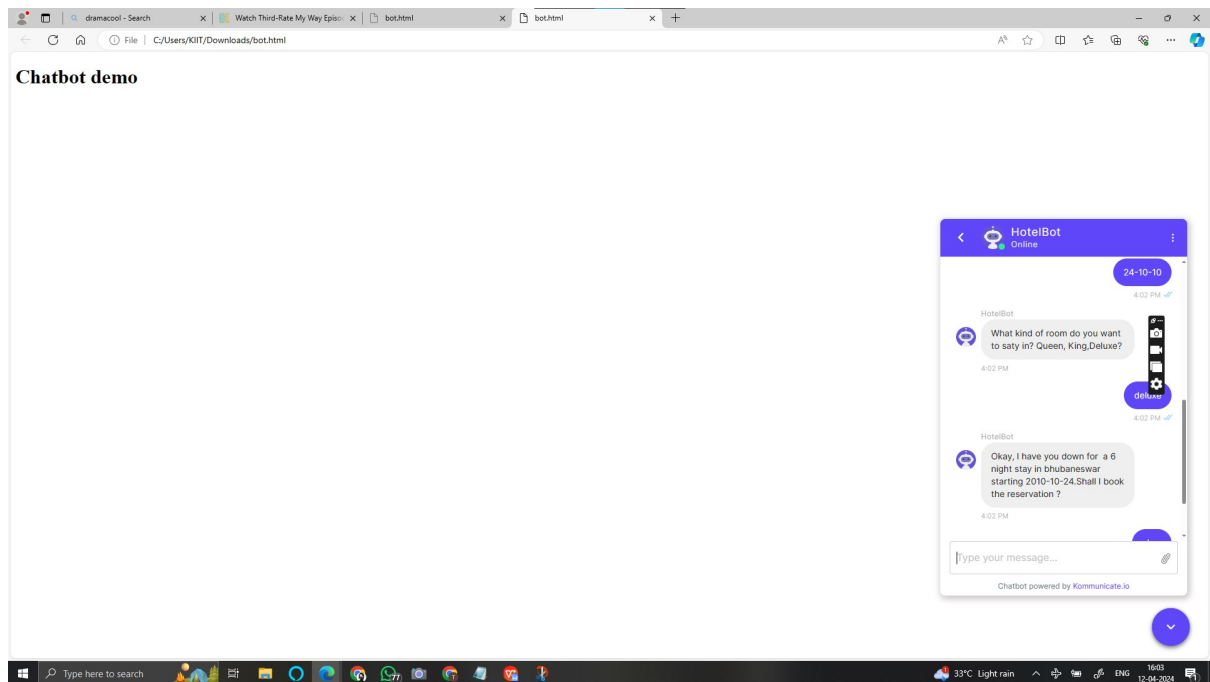 dramacool - Search
Watch Third-Rate My Way Episo
bot.html
bot.html
File
C:/Users/KIIT/Downloads/bot.html
Chatbot demo
HotelBot
Online
24-10-10
4:02 PM
HotelBot
What kind of room do you want
to saty in? Queen, King,Deluxe?
4:02 PM
deluxe
4:02 PM
HotelBot
Okay, I have you down for a 6
night stay in bhubaneswar
starting 2010-10-24.Shall I book
the reservation ?
4:02 PM
Type your message...
Chatbot powered by Kommunicate.io
Type here to search
77
33°C Light rain
ENG
16:03
12-04-2024